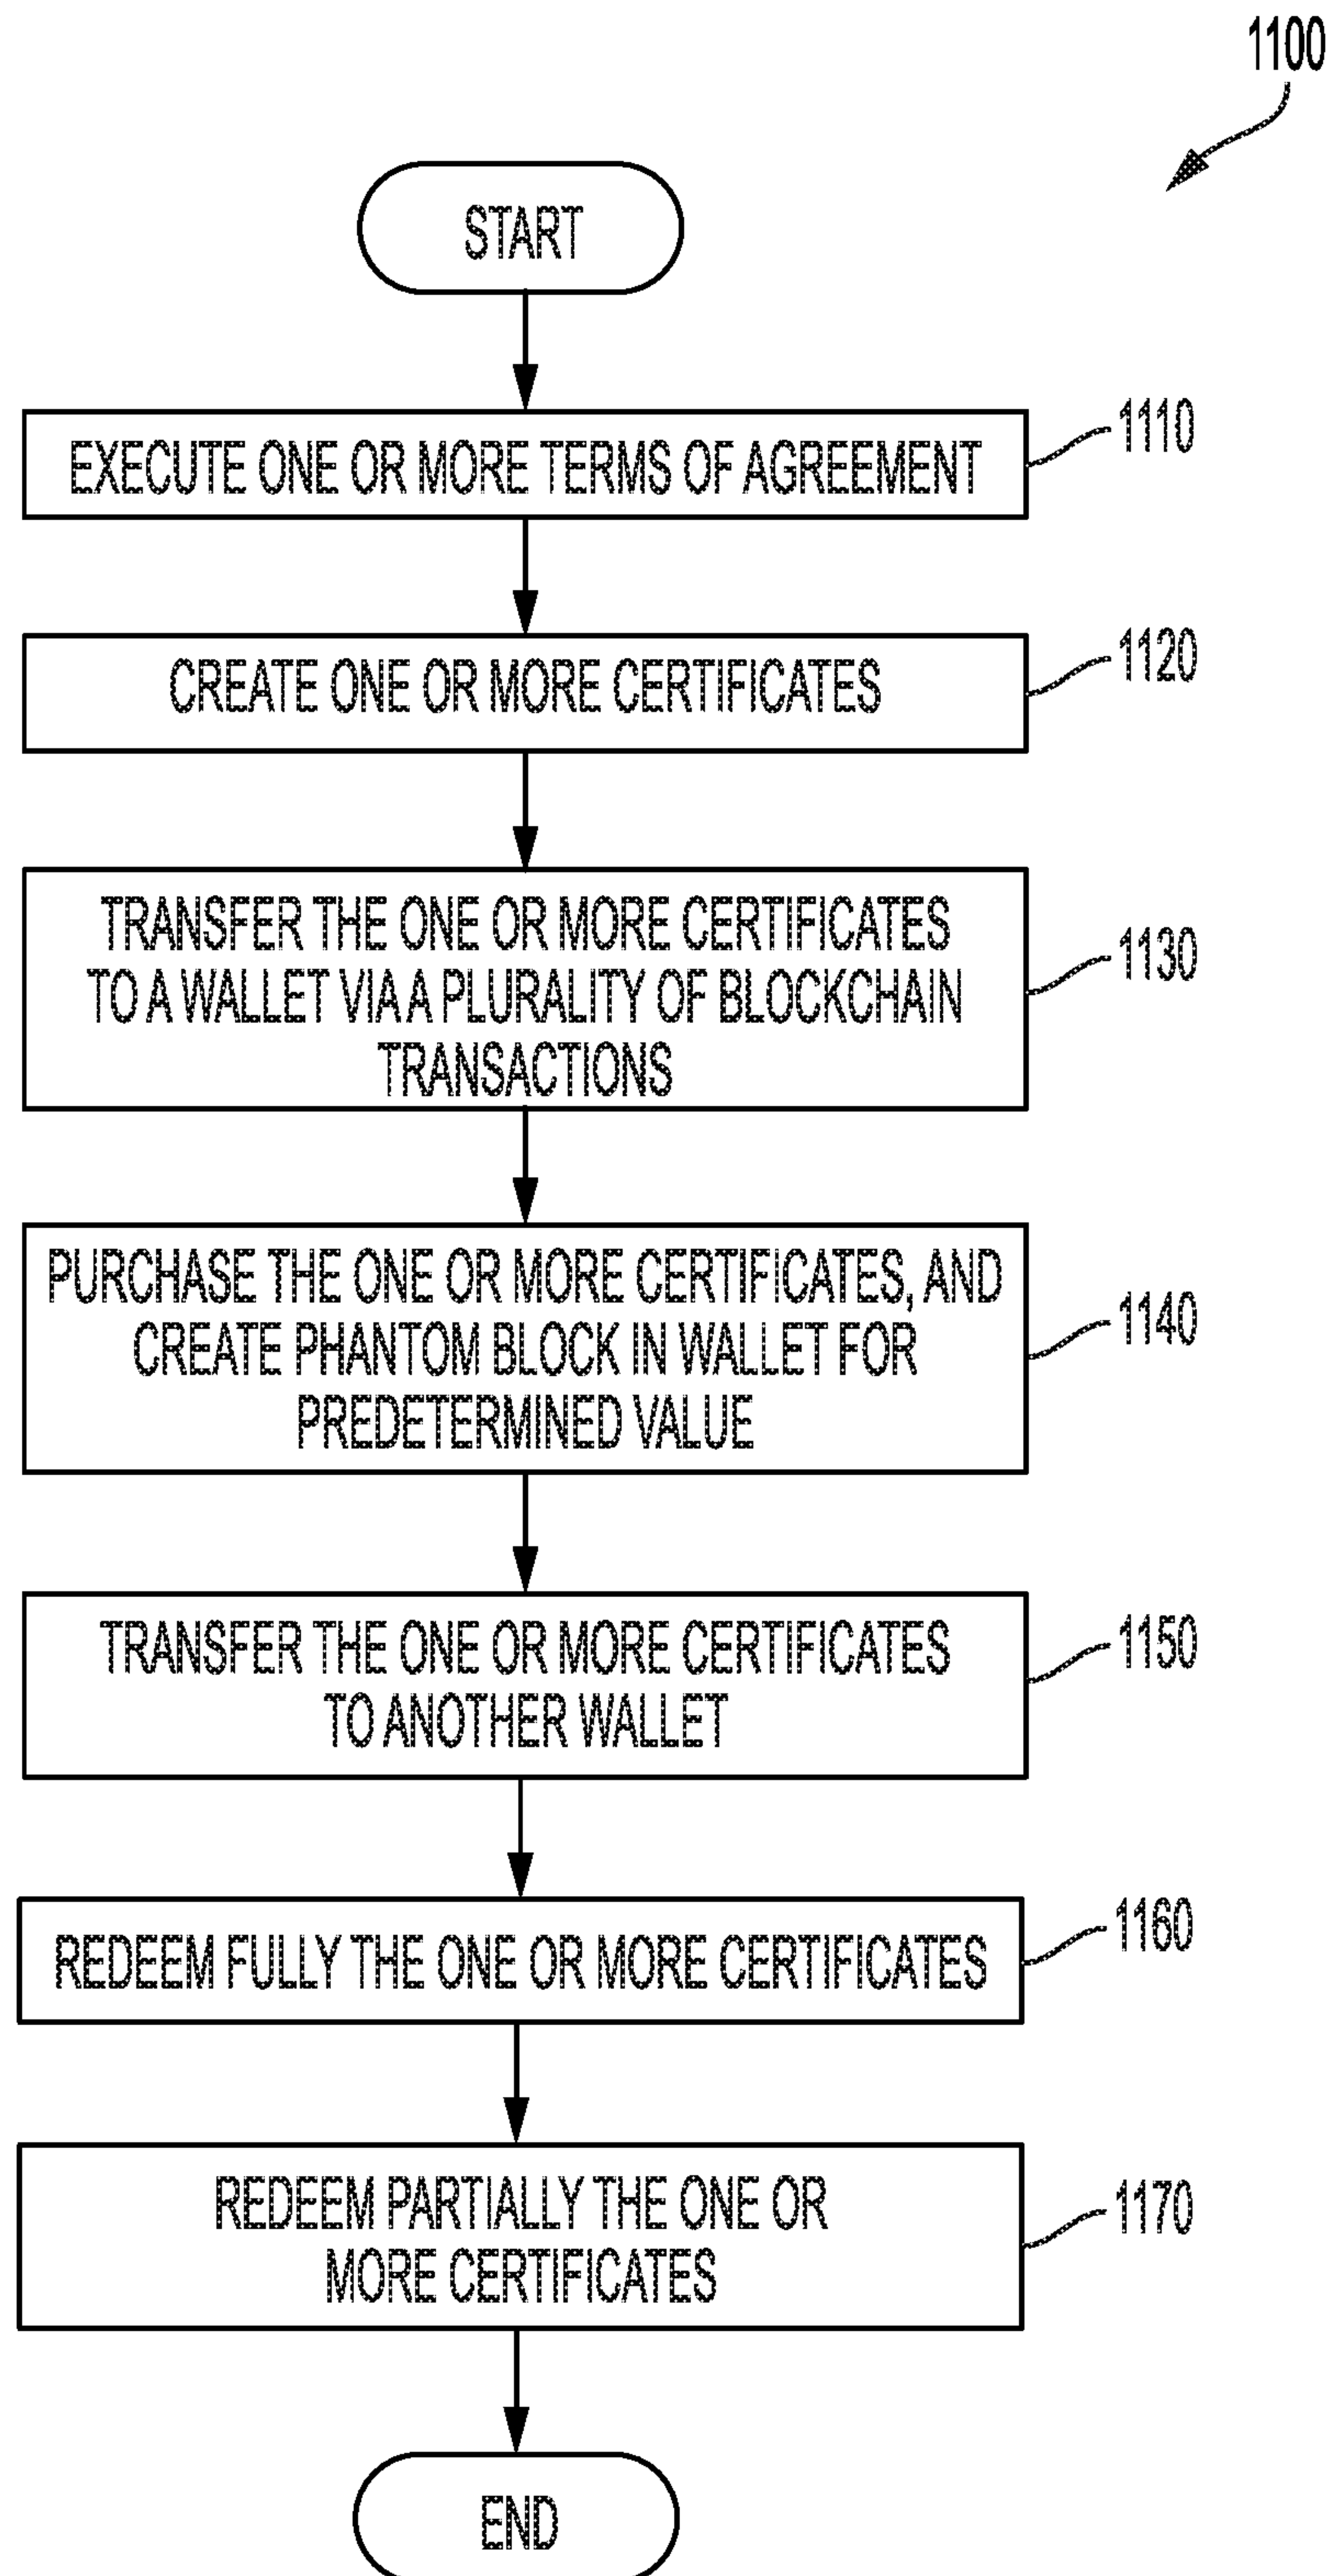 1100
START
EXECUTE ONE OR MORE TERMS OF AGREEMENT
1110
CREATE ONE OR MORE CERTIFICATES
1120
TRANSFER THE ONE OR MORE CERTIFICATES
TO A WALLET VIA A PLURALITY OF BLOCKCHAIN
TRANSACTIONS
1130
PURCHASE THE ONE OR MORE CERTIFICATES, AND
CREATE PHANTOM BLOCK IN WALLET FOR
PREDETERMINED VALUE
1140
TRANSFER THE ONE OR MORE CERTIFICATES
TO ANOTHER WALLET
1150
REDEEM FULLY THE ONE OR MORE CERTIFICATES
1160
REDEEM PARTIALLY THE ONE OR
MORE CERTIFICATES
1170
END